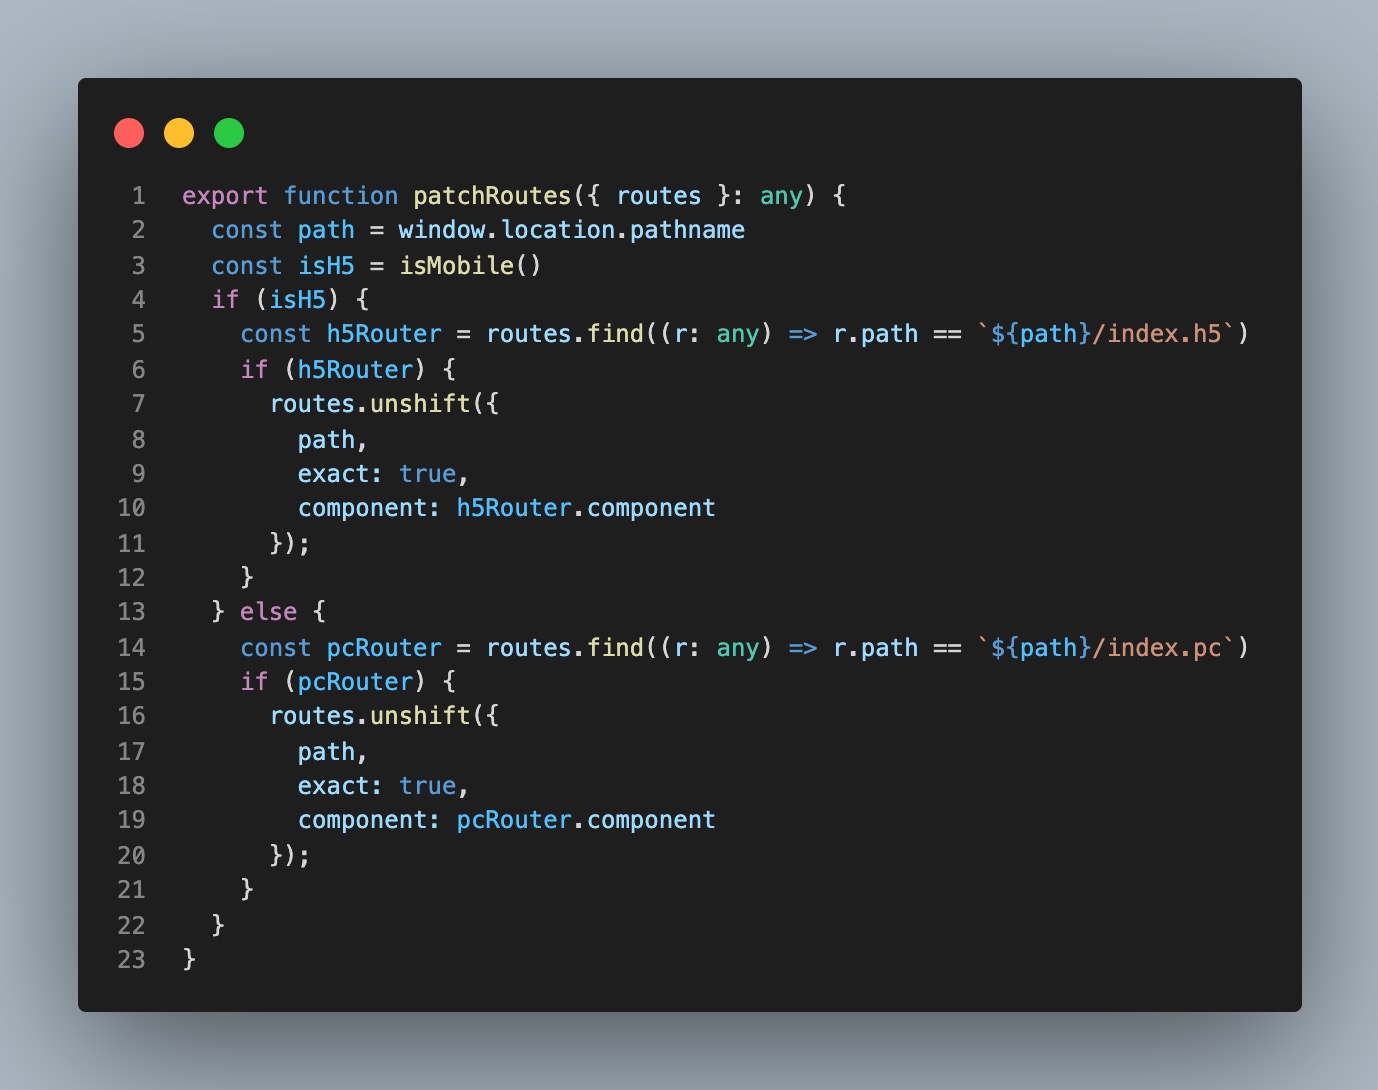 1 export function patchRoutes({ routes }: any) {
2   const path = window.location.pathname
3   const isH5 = isMobile()
4   if (isH5) {
5     const h5Router = routes.find((r: any) => r.path == `${path}/index.h5`)
6     if (h5Router) {
7       routes.unshift({
8         path,
9         exact: true,
10         component: h5Router.component
11       });
12     }
13   } else {
14     const pcRouter = routes.find((r: any) => r.path == `${path}/index.pc`)
15     if (pcRouter) {
16       routes.unshift({
17         path,
18         exact: true,
19         component: pcRouter.component
20       });
21     }
22   }
23 }